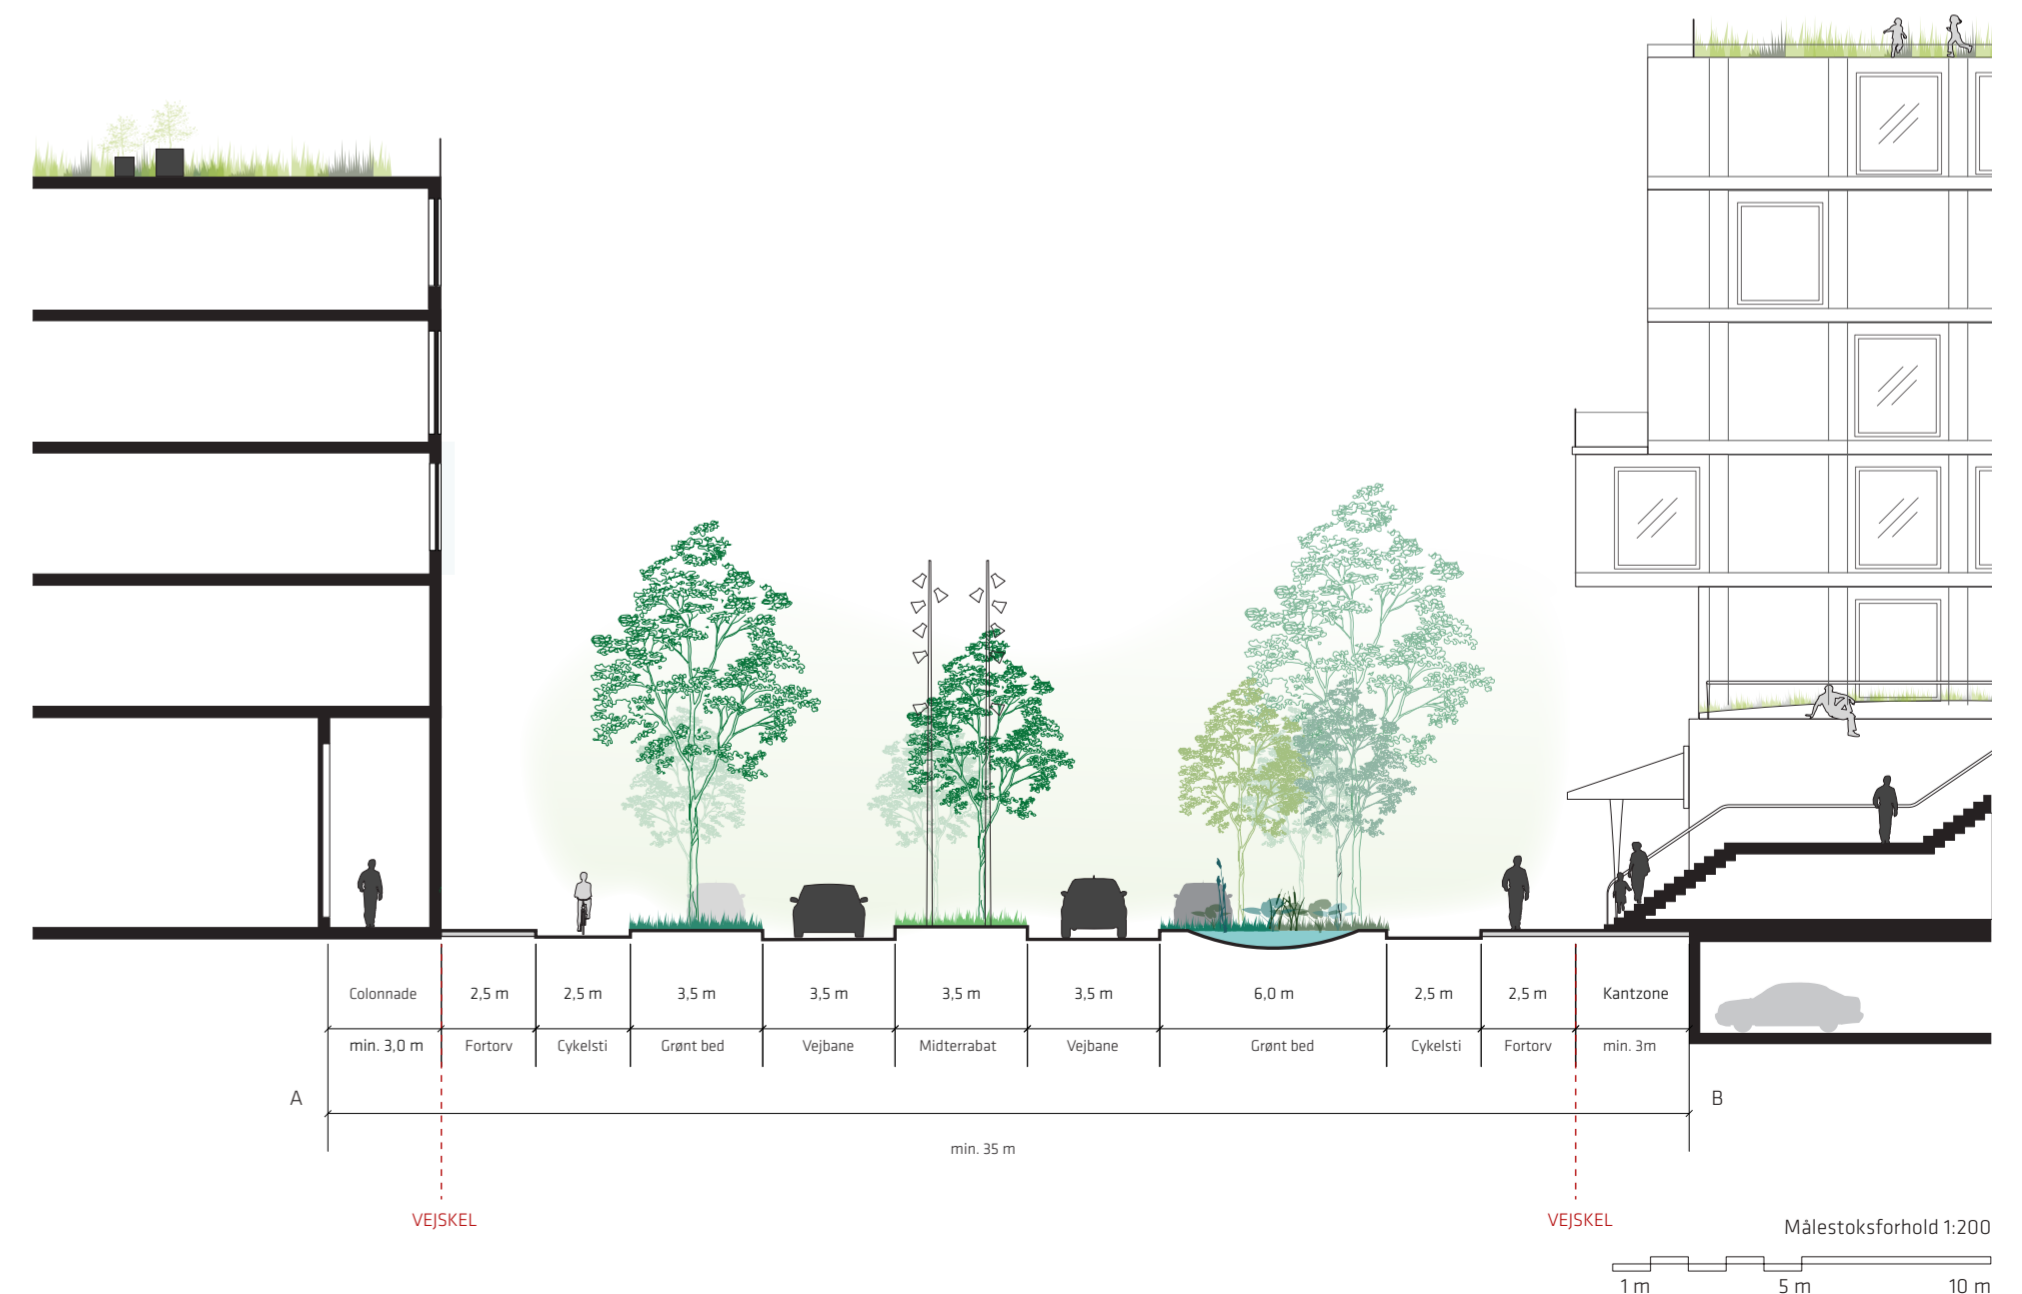 Colonnade 2,5 m 2,5 m 3,5 m 3,5 m 3,5 m 3,5 m 6,0 m 2,5 m 2,5 m Kantzone
min. 3,0 m Fortorv Cykelsti Grønt bed Vejbane Midterrabat Vejbane Grønt bed Cykelsti Fortorv min. 3m
A B
min. 35 m
VEJSKEL VEJSKEL
Målestoksforhold 1:200
1 m 5 m 10 m